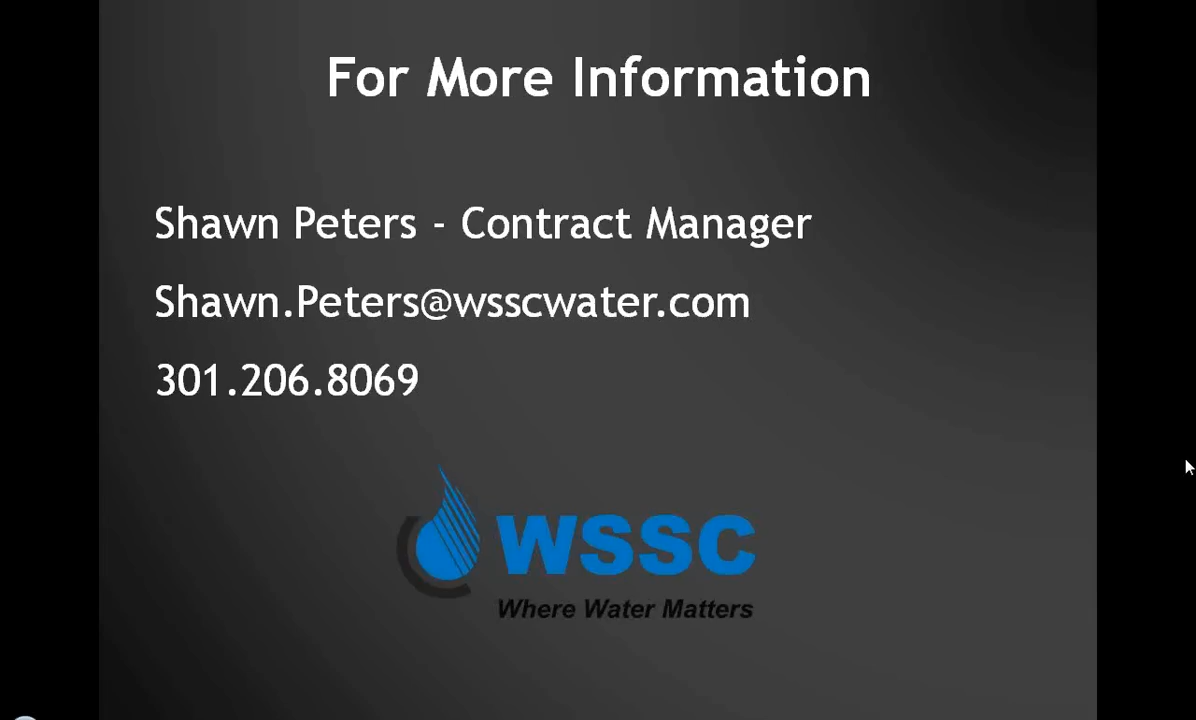 For More Information
Shawn Peters - Contract Manager
Shawn.Peters@wsscwater.com
301.206.8069
WSSC
Where Water Matters